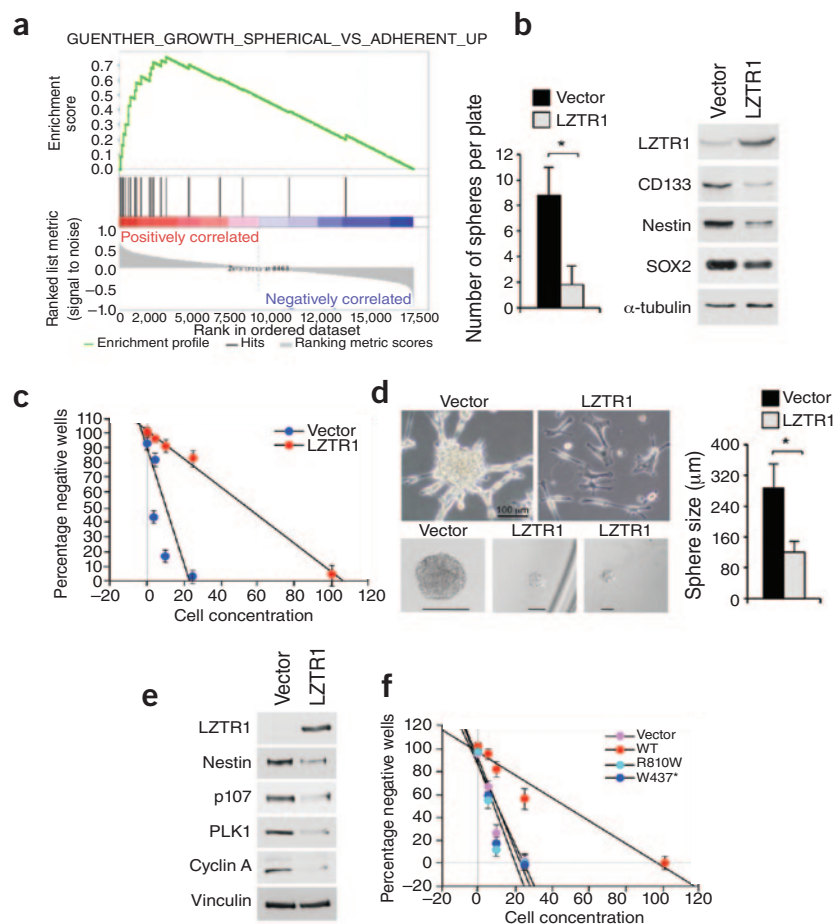 a
GUENTHER_GROWTH_SPHERICAL_VS_ADHERENT_UP
Enrichment
score
0.7
0.6
0.5
0.4
0.3
0.2
0.1
0.0
Ranked list metric
(signal to noise)
1.0
0.5
0.0
−0.5
−1.0
Positively correlated
Zero cross at 8463
Negatively correlated
0 2,000 5,000 7,500 10,000 12,000 15,000 17,500
Rank in ordered dataset
Enrichment profile Hits Ranking metric scores
b
Vector
LZTR1
Number of spheres per plate
12
10
8
6
4
2
0
*
Vector
LZTR1
LZTR1
CD133
Nestin
SOX2
α-tubulin
c
Percentage negative wells
110
100
90
80
70
60
50
40
30
20
10
0
Vector
LZTR1
−20 0 20 40 60 80 100 120
Cell concentration
d
Vector LZTR1
100 μm
Vector LZTR1 LZTR1
Vector
LZTR1
Sphere size (μm)
400
320
240
160
80
0
*
e
Vector
LZTR1
LZTR1
Nestin
p107
PLK1
Cyclin A
Vinculin
f
Percentage negative wells
120
100
80
60
40
20
0
−20
Vector
WT
R810W
W437*
−20 0 20 40 60 80 100 120
Cell concentration